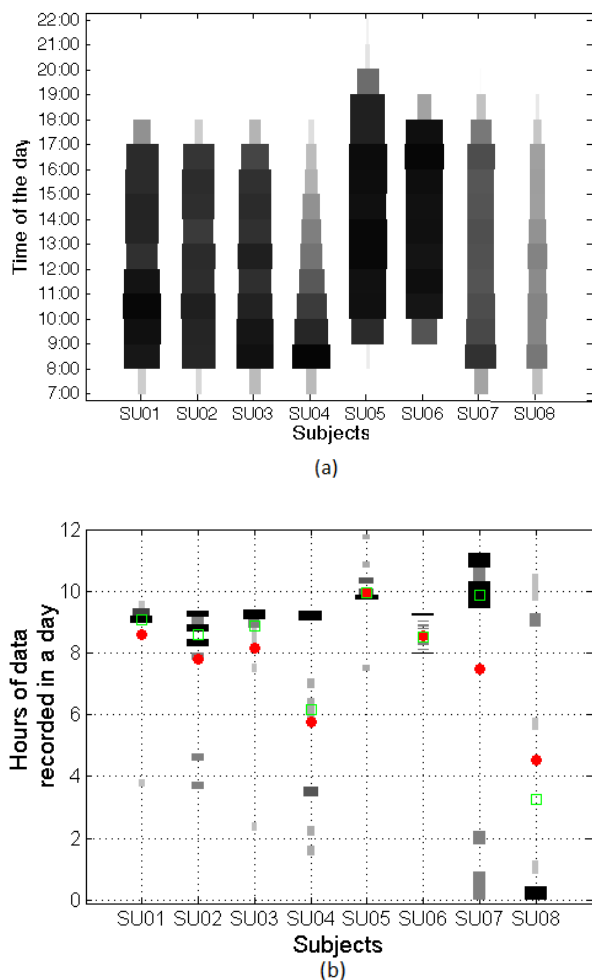 22:00
21:00
20:00
19:00
18:00
17:00
16:00
15:00
14:00
13:00
12:00
11:00
10:00
9:00
8:00
7:00
Time of the day
SU01 SU02 SU03 SU04 SU05 SU06 SU07 SU08
Subjects
(a)
12
10
8
6
4
2
0
Hours of data
recorded in a day
SU01 SU02 SU03 SU04 SU05 SU06 SU07 SU08
Subjects
(b)